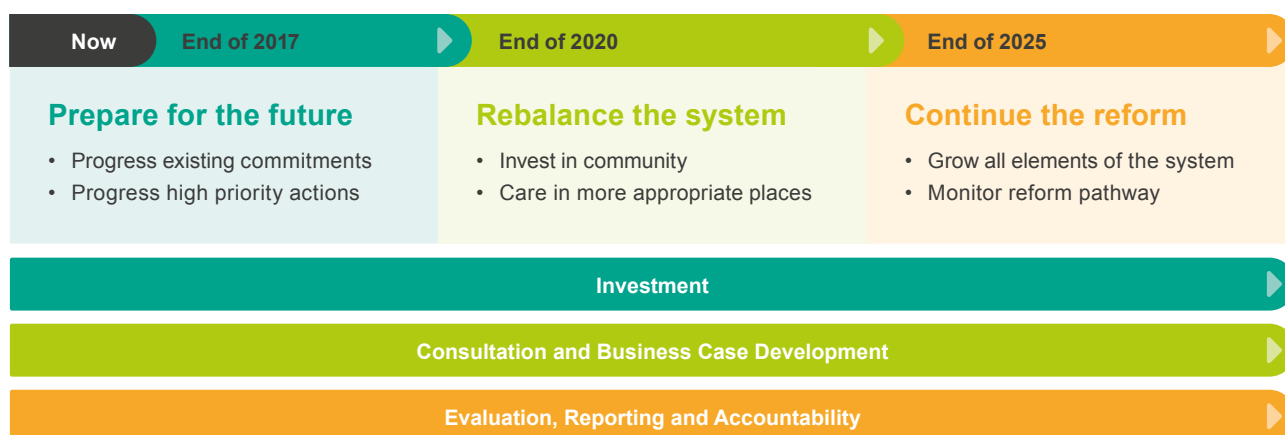 Now
End of 2017
End of 2020
End of 2025
Prepare for the future
• Progress existing commitments
• Progress high priority actions
Rebalance the system
• Invest in community
• Care in more appropriate places
Continue the reform
• Grow all elements of the system
• Monitor reform pathway
Investment
Consultation and Business Case Development
Evaluation, Reporting and Accountability